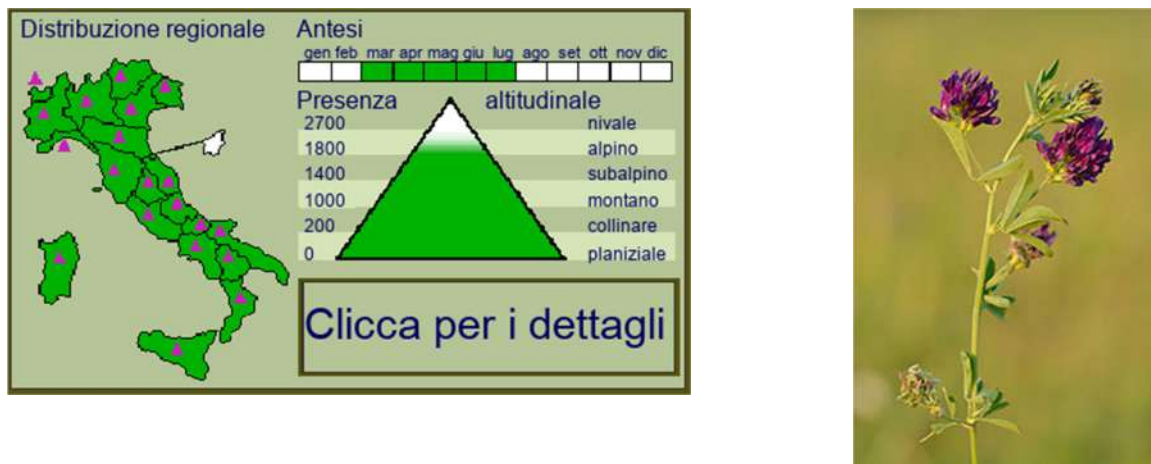 Distribuzione regionale
Antesi
gen feb mar apr mag giu lug ago set ott nov dic
Presenza altitudinale
2700 nivale
1800 alpino
1400 subalpino
1000 montano
200 collinare
0 planiziale
Clicca per i dettagli